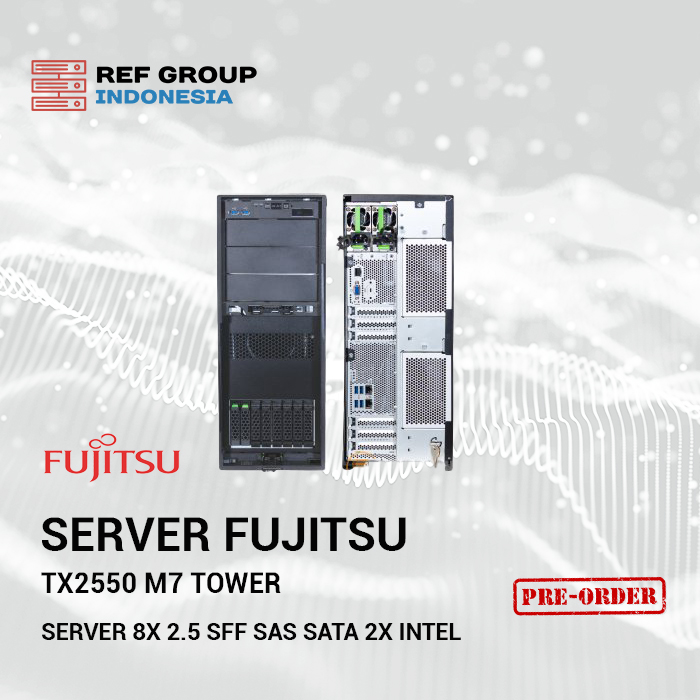 REF GROUP
INDONESIA
FUJITSU
SERVER FUJITSU
TX2550 M7 TOWER
PRE-ORDER
SERVER 8X 2.5 SFF SAS SATA 2X INTEL